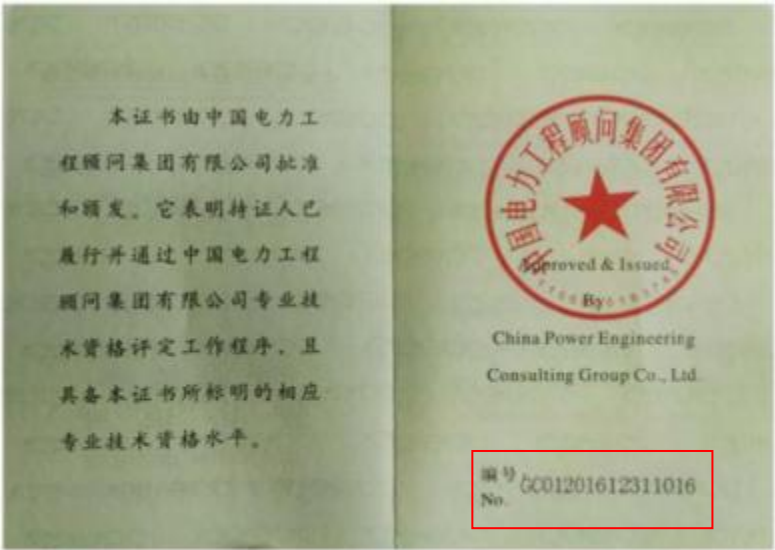 本证书由中国电力工
程顾问集团有限公司批准
和颁发。它表明持证人已
履行并通过中国电力工程
顾问集团有限公司专业技
术资格评定工作程序，且
具备本证书所标明的相应
专业技术资格水平。
中国电力工程顾问集团有限公司
Approved & Issued
By
China Power Engineering
Consulting Group Co., Ltd.
编号 GC01201612311016
No.